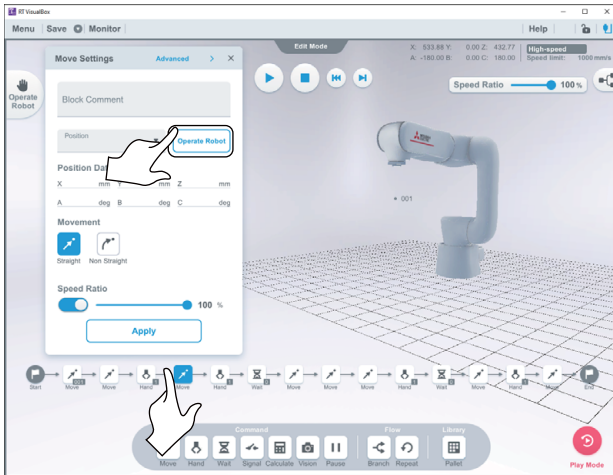 RT VisualBox
Menu Save Monitor Help
Edit Mode
X: 533.88 Y: 0.00 Z: 432.77
A: -180.00 B: 0.00 C: 180.00
High-speed
Speed limit: 1000 mm/s
Operate
Robot
Move Settings Advanced > ×
Block Comment
Position
Operate Robot
Position Dat
X mm Y mm Z mm
A deg B deg C deg
Movement
Straight Non Straight
Speed Ratio
100 %
Apply
Speed Ratio 100 %
001
Start Move Move Hand Move Hand Wait Move Move Move Hand Wait Move Hand Move End
001
Command Flow Library
Move Hand Wait Signal Calculate Vision Pause Branch Repeat Pallet
Play Mode